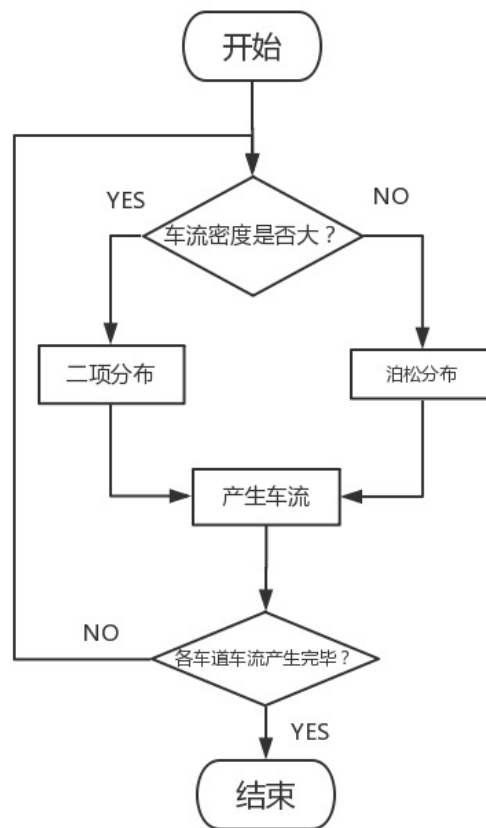 开始
YES
NO
车流密度是否大？
二项分布
泊松分布
产生车流
NO
各车道车流产生完毕？
YES
结束